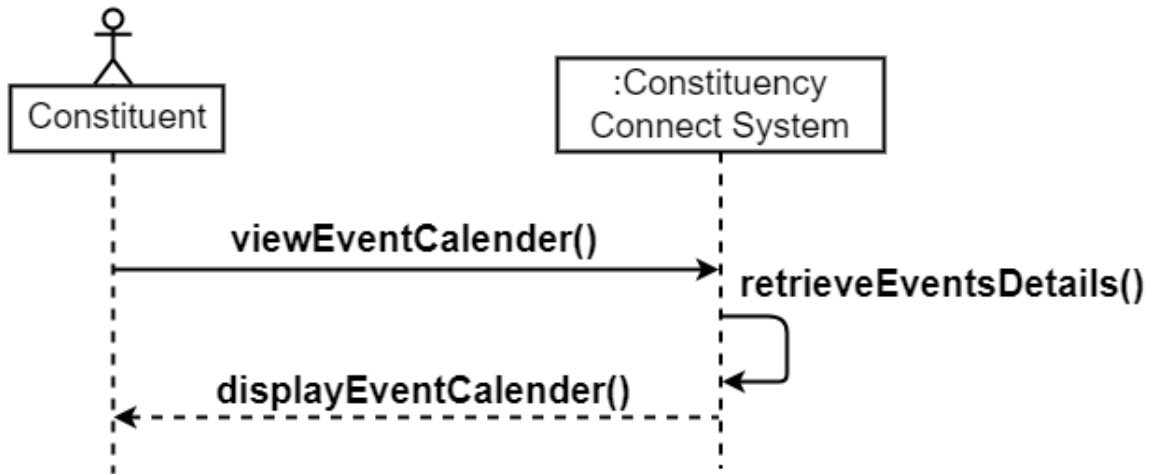 Constituent
:Constituency
Connect System
viewEventCalender()
retrieveEventsDetails()
displayEventCalender()